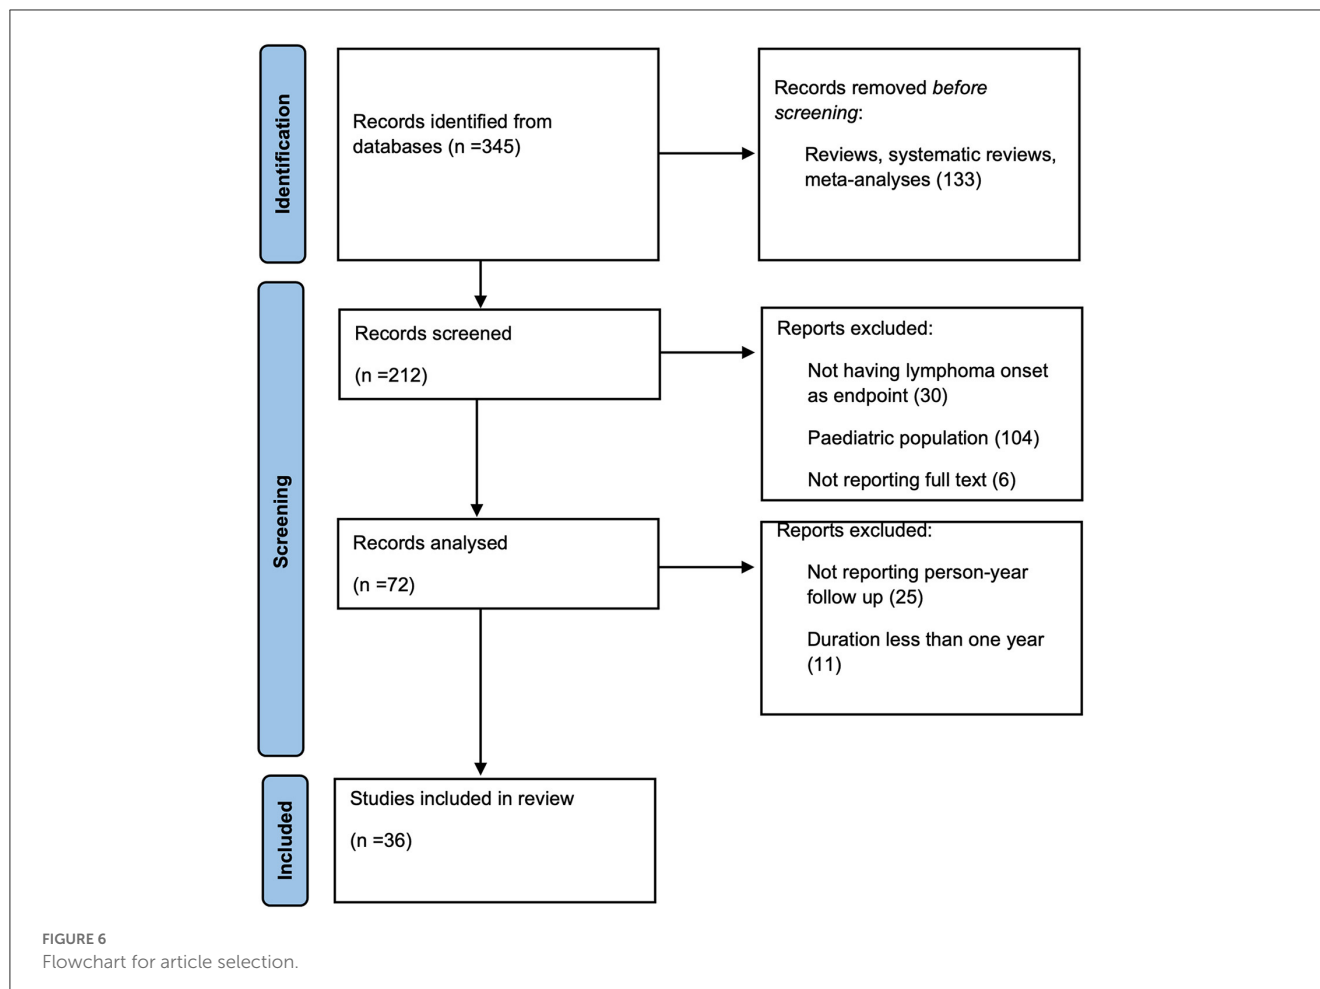 Identification
Records identified from
databases (n =345)
Records removed before
screening:
Reviews, systematic reviews,
meta-analyses (133)
Screening
Records screened
(n =212)
Reports excluded:
Not having lymphoma onset
as endpoint (30)
Paediatric population (104)
Not reporting full text (6)
Records analysed
(n =72)
Reports excluded:
Not reporting person-year
follow up (25)
Duration less than one year
(11)
Included
Studies included in review
(n =36)
FIGURE 6
Flowchart for article selection.